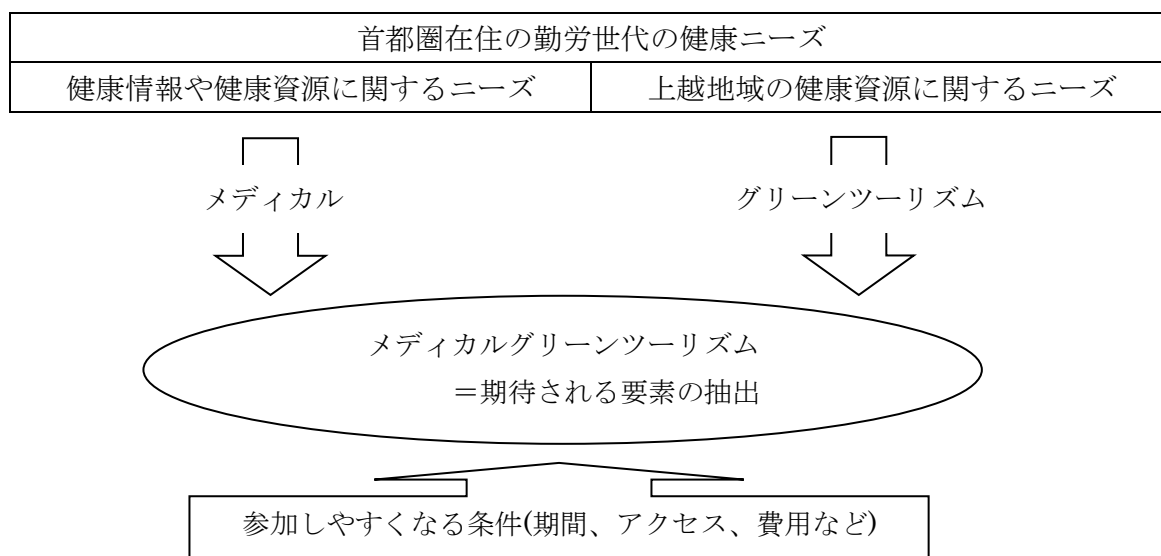 首都圏在住の勤労世代の健康ニーズ
健康情報や健康資源に関するニーズ
上越地域の健康資源に関するニーズ
メディカル
グリーンツーリズム
メディカルグリーンツーリズム
＝期待される要素の抽出
参加しやすくなる条件(期間、アクセス、費用など)